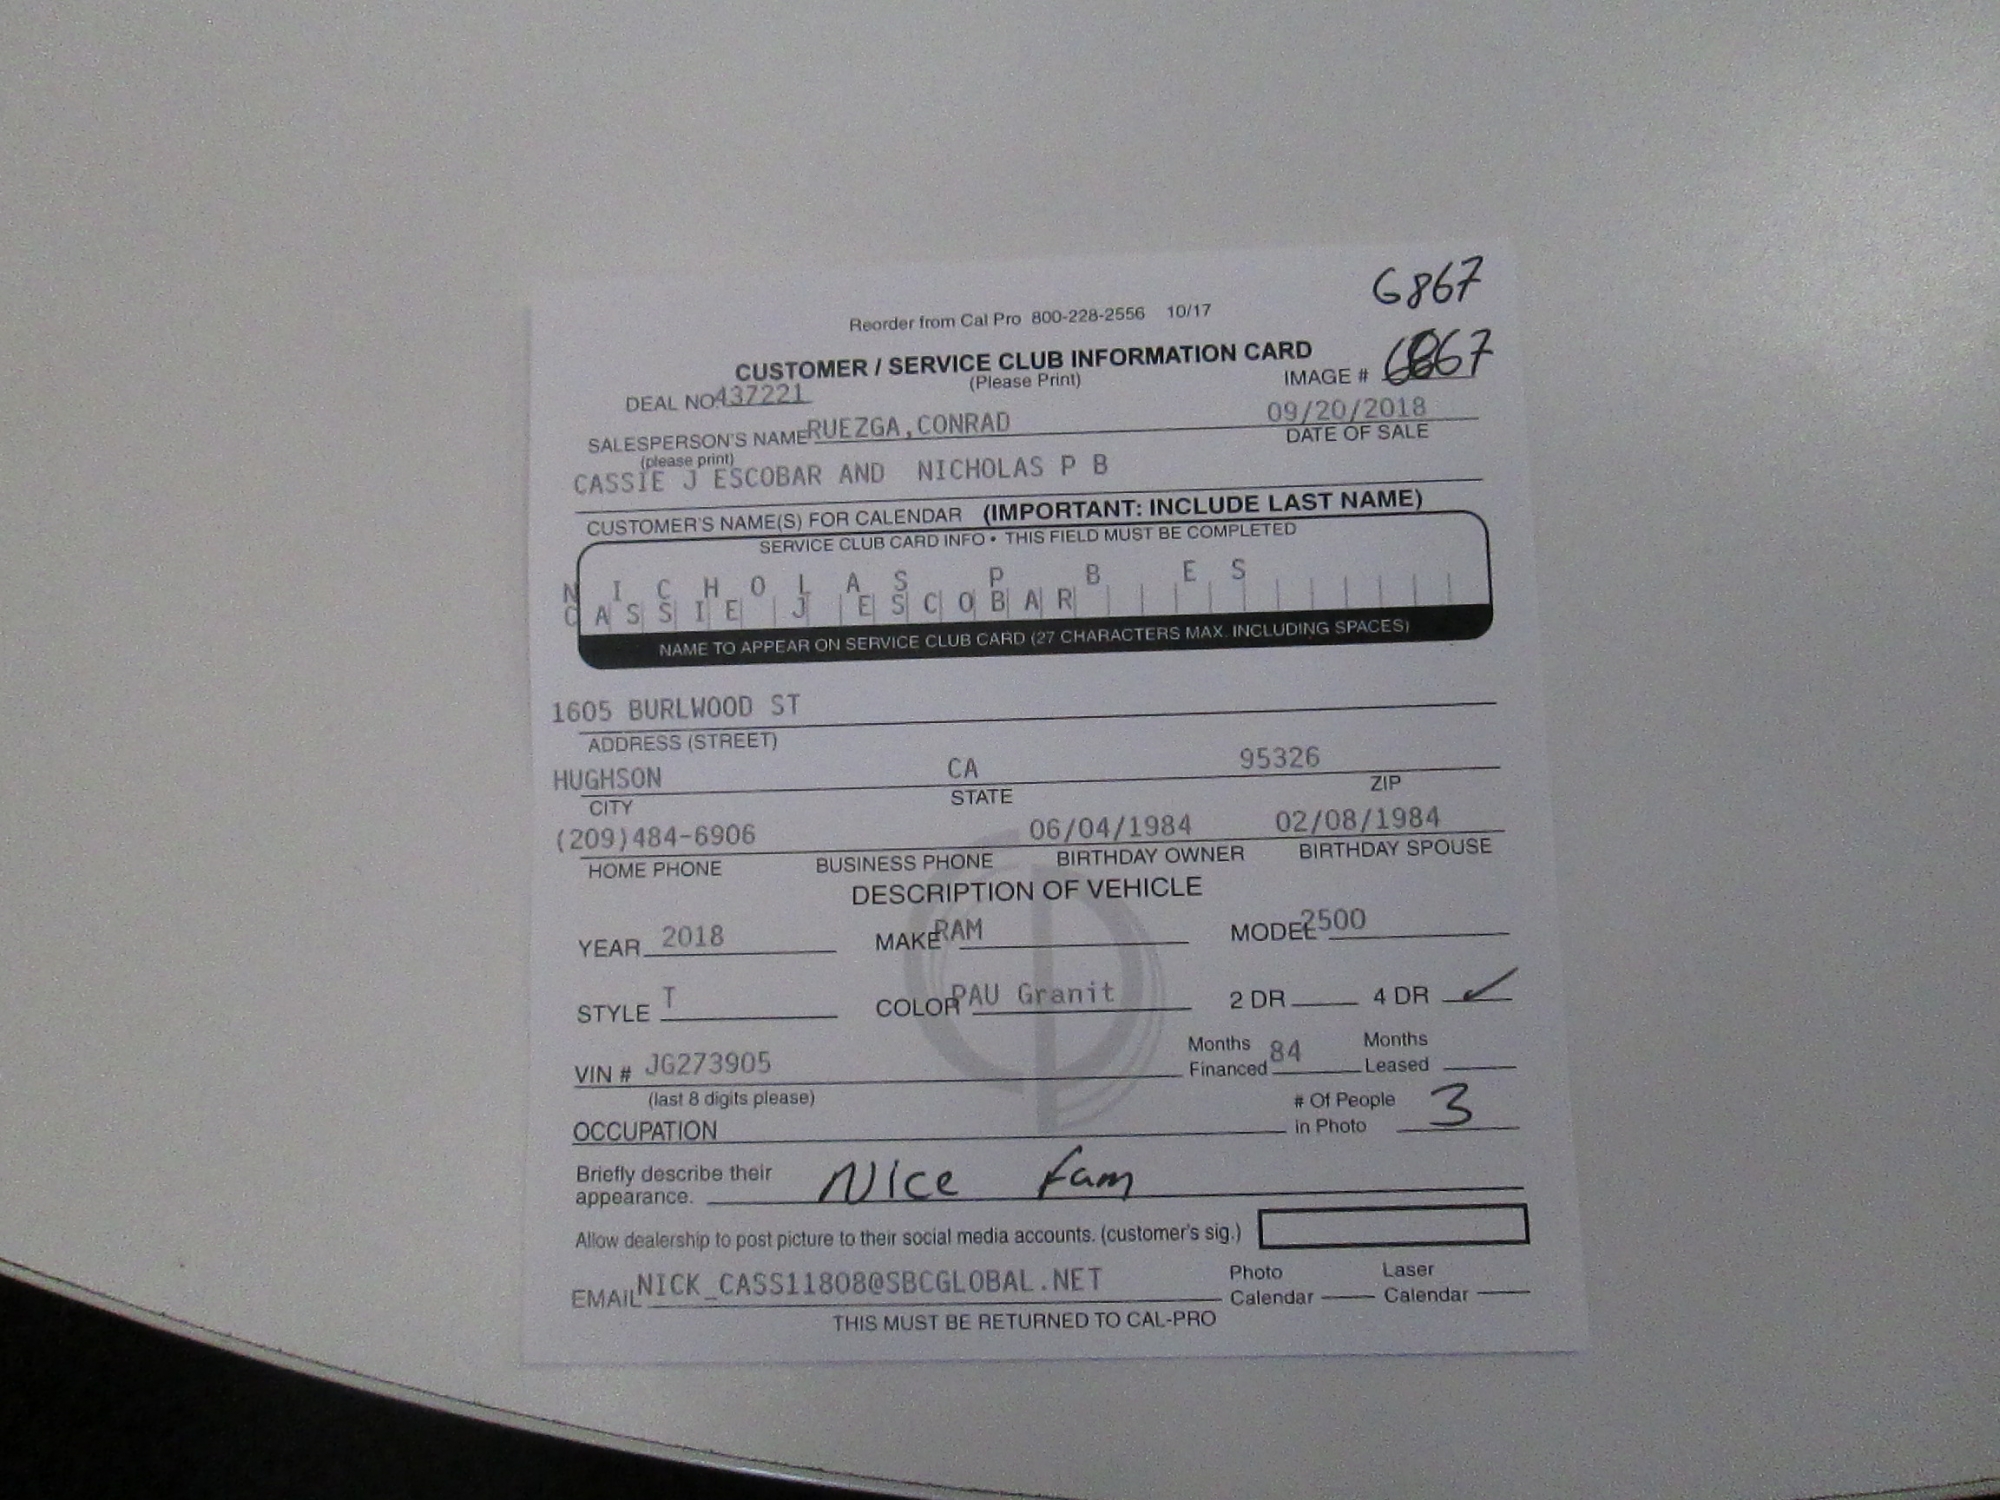 6867
Reorder from Cal Pro 800-228-2556 10/17
CUSTOMER / SERVICE CLUB INFORMATION CARD
(Please Print)
IMAGE # 6867
DEAL NO. 437221
SALESPERSON'S NAME RUEZGA,CONRAD
09/20/2018
(please print)
DATE OF SALE
CASSIE J ESCOBAR AND NICHOLAS P B
CUSTOMER'S NAME(S) FOR CALENDAR (IMPORTANT: INCLUDE LAST NAME)
SERVICE CLUB CARD INFO • THIS FIELD MUST BE COMPLETED
N I C H O L A S P B E S
C A S S I E J E S C O B A R
NAME TO APPEAR ON SERVICE CLUB CARD (27 CHARACTERS MAX. INCLUDING SPACES)
1605 BURLWOOD ST
ADDRESS (STREET)
HUGHSON CA 95326
CITY STATE ZIP
(209)484-6906 06/04/1984 02/08/1984
HOME PHONE BUSINESS PHONE BIRTHDAY OWNER BIRTHDAY SPOUSE
DESCRIPTION OF VEHICLE
YEAR 2018 MAKE RAM MODEL 2500
STYLE T COLOR PAU Granit 2 DR 4 DR ✓
VIN # JG273905 Months Financed 84 Months Leased
(last 8 digits please)
OCCUPATION # Of People in Photo 3
Briefly describe their appearance. Nice fam
Allow dealership to post picture to their social media accounts. (customer's sig.)
EMAIL NICK_CASS11808@SBCGLOBAL.NET Photo Calendar Laser Calendar
THIS MUST BE RETURNED TO CAL-PRO